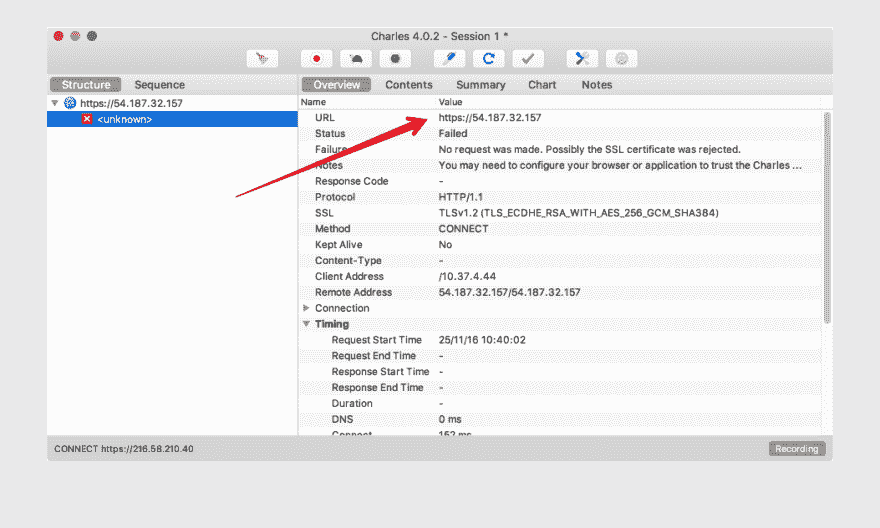 Charles 4.0.2 - Session 1 *
Structure Sequence
Overview Contents Summary Chart Notes
https://54.187.32.157
<unknown>
Name Value
URL https://54.187.32.157
Status Failed
Failure No request was made. Possibly the SSL certificate was rejected.
Notes You may need to configure your browser or application to trust the Charles ...
Response Code -
Protocol HTTP/1.1
SSL TLSv1.2 (TLS_ECDHE_RSA_WITH_AES_256_GCM_SHA384)
Method CONNECT
Kept Alive No
Content-Type -
Client Address /10.37.4.44
Remote Address 54.187.32.157/54.187.32.157
Connection
Timing
Request Start Time 25/11/16 10:40:02
Request End Time -
Response Start Time -
Response End Time -
Duration -
DNS 0 ms
Connect 152 ms
CONNECT https://216.58.210.40
Recording